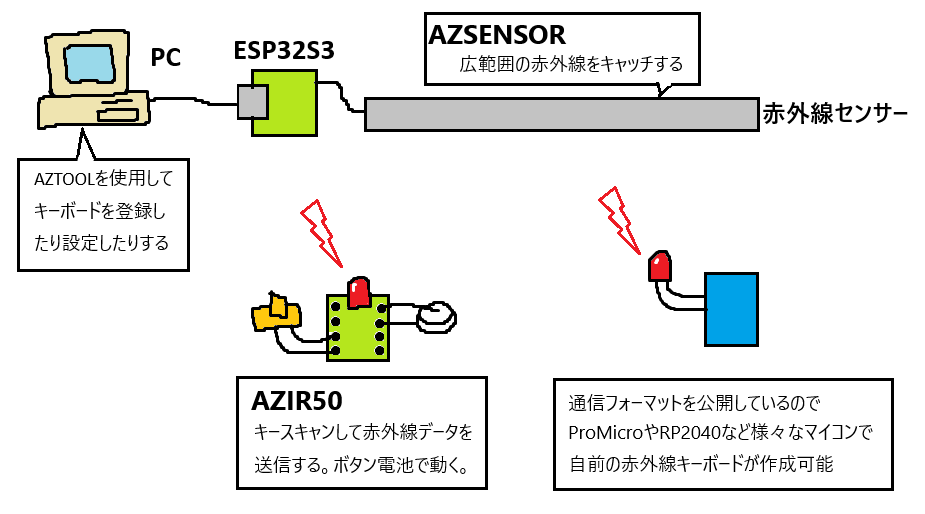 PC
ESP32S3
AZSENSOR
広範囲の赤外線をキャッチする
赤外線センサー
AZTOOLを使用して
キーボードを登録し
たり設定したりする
AZIR50
キースキャンして赤外線データを
送信する。ボタン電池で動く。
通信フォーマットを公開しているので
ProMicroやRP2040など様々なマイコンで
自前の赤外線キーボードが作成可能